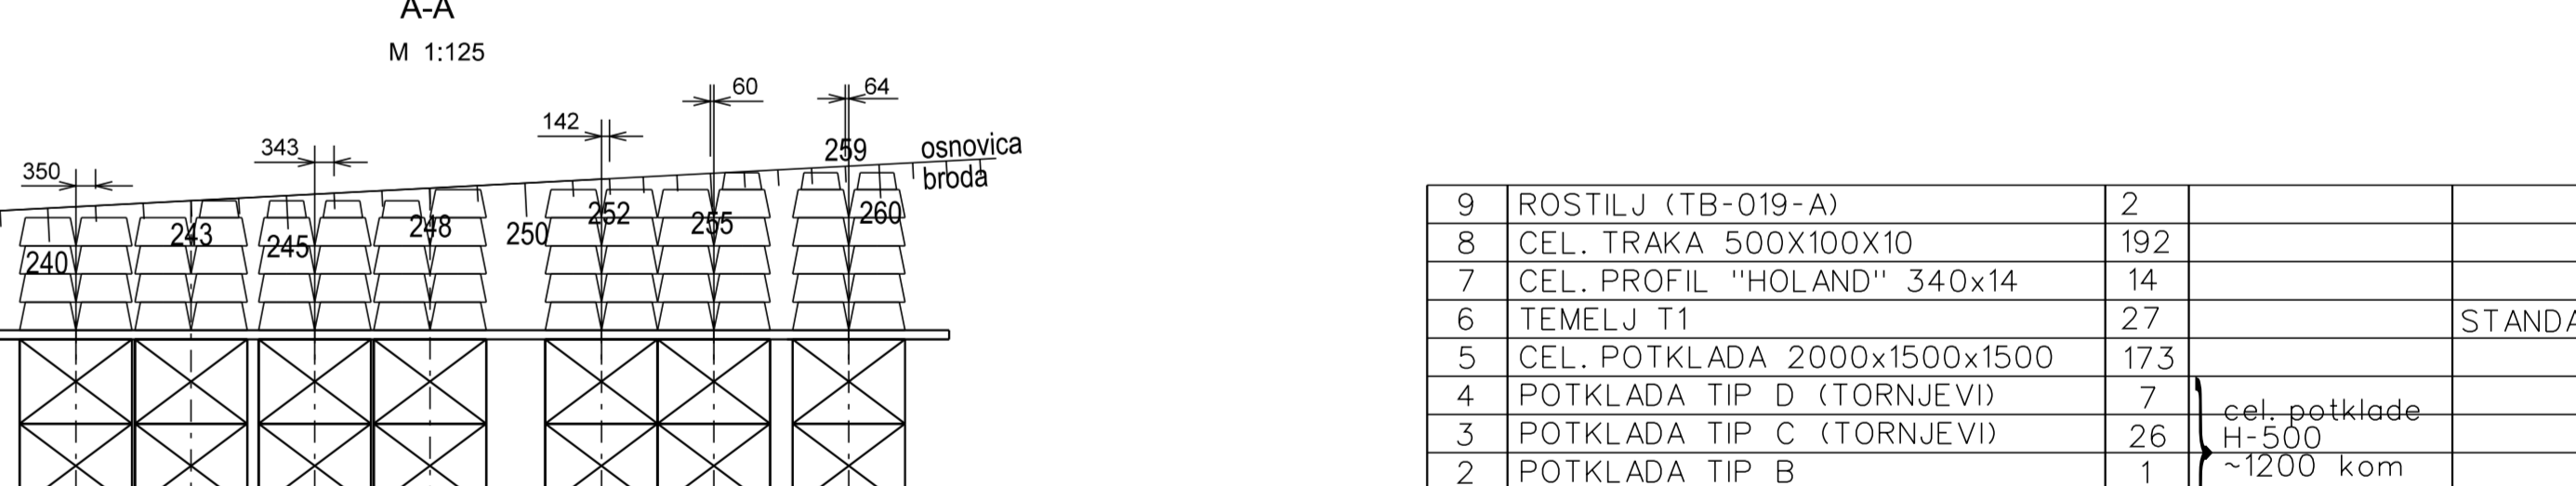 A-A
M 1:125
60
64
142
343
350
259
osnovica
broda
240
243
245
248
250
252
255
260
9 ROSTILJ (TB-019-A) 2
8 CEL. TRAKA 500X100X10 192
7 CEL. PROFIL "HOLAND" 340x14 14
6 TEMELJ T1 27 STANDA
5 CEL. POTKLADA 2000x1500x1500 173
4 POTKLADA TIP D (TORNJEVI) 7
3 POTKLADA TIP C (TORNJEVI) 26
2 POTKLADA TIP B 1
cel. potklade
H-500
~1200 kom